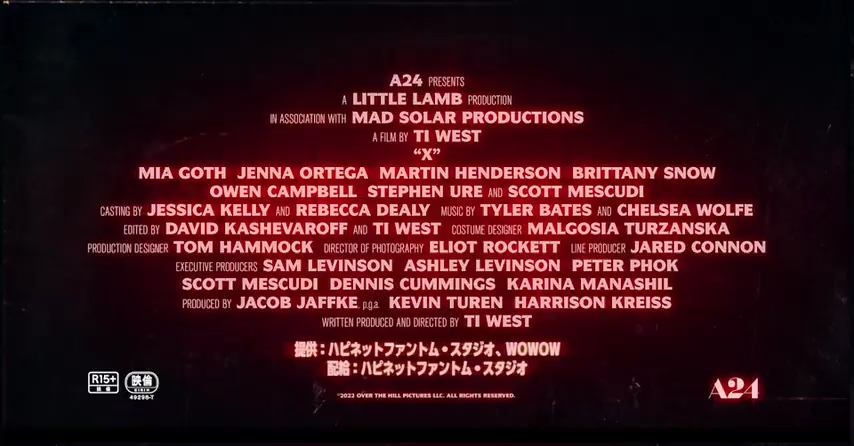 A24 PRESENTS
A LITTLE LAMB PRODUCTION
IN ASSOCIATION WITH MAD SOLAR PRODUCTIONS
A FILM BY TI WEST
“X”
MIA GOTH JENNA ORTEGA MARTIN HENDERSON BRITTANY SNOW
OWEN CAMPBELL STEPHEN URE AND SCOTT MESCUDI
CASTING BY JESSICA KELLY AND REBECCA DEALY MUSIC BY TYLER BATES AND CHELSEA WOLFE
EDITED BY DAVID KASHEVAROFF AND TI WEST COSTUME DESIGNER MALGOSIA TURZANSKA
PRODUCTION DESIGNER TOM HAMMOCK DIRECTOR OF PHOTOGRAPHY ELIOT ROCKETT LINE PRODUCER JARED CONNON
EXECUTIVE PRODUCERS SAM LEVINSON ASHLEY LEVINSON PETER PHOK
SCOTT MESCUDI DENNIS CUMMINGS KARINA MANASHIL
PRODUCED BY JACOB JAFFKE, p.g.a. KEVIN TUREN HARRISON KREISS
WRITTEN PRODUCED AND DIRECTED BY TI WEST
提供：ハピネットファントム・スタジオ、WOWOW
配給：ハピネットファントム・スタジオ
R15+ 映倫
映倫 EIRIN
49298-T
©2022 OVER THE HILL PICTURES LLC. ALL RIGHTS RESERVED.
A24